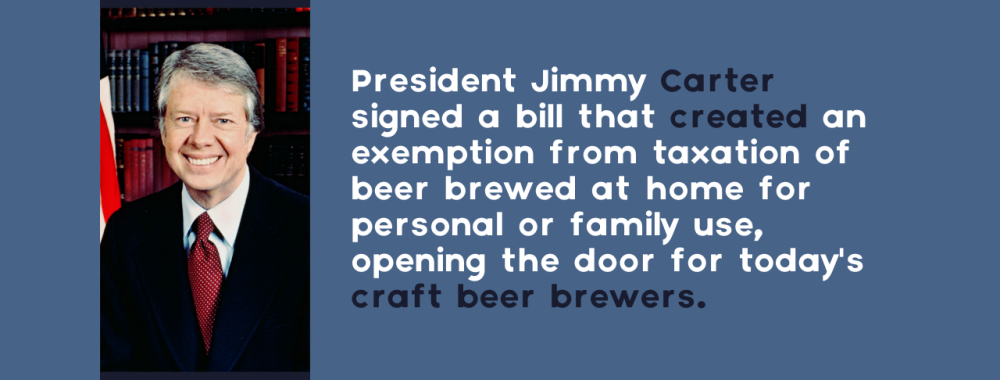 President Jimmy Carter
signed a bill that created an
exemption from taxation of
beer brewed at home for
personal or family use,
opening the door for today's
craft beer brewers.